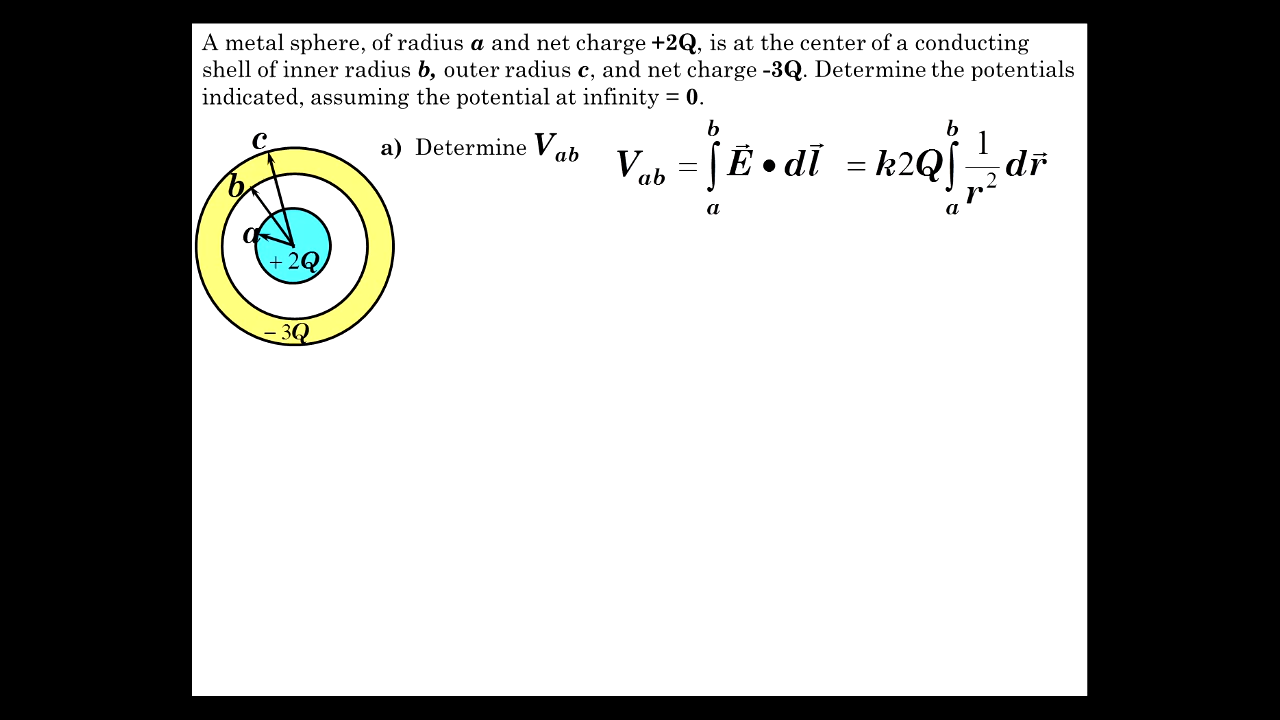 A metal sphere, of radius a and net charge +2Q, is at the center of a conducting
shell of inner radius b, outer radius c, and net charge -3Q. Determine the potentials
indicated, assuming the potential at infinity = 0.
a) Determine V_ab
V_ab = ∫_a^b E⃗ • dl⃗ = k2Q ∫_a^b 1/r² dr⃗
c
b
a
+ 2Q
– 3Q